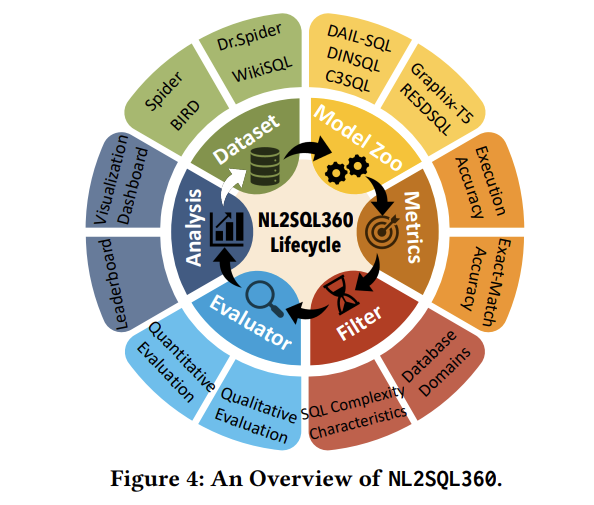 Dr.Spider
WikiSQL
Spider
BIRD
DAIL-SQL
DINSQL
C3SQL
Graphix-T5
RESDSQL
Dataset
Model Zoo
Execution
Accuracy
Visualization
Dashboard
Analysis
NL2SQL360
Lifecycle
Metrics
Exact-Match
Accuracy
Leaderboard
Evaluator
Filter
Quantitative
Evaluation
Qualitative
Evaluation
SQL Complexity
Characteristics
Database
Domains
Figure 4: An Overview of NL2SQL360.